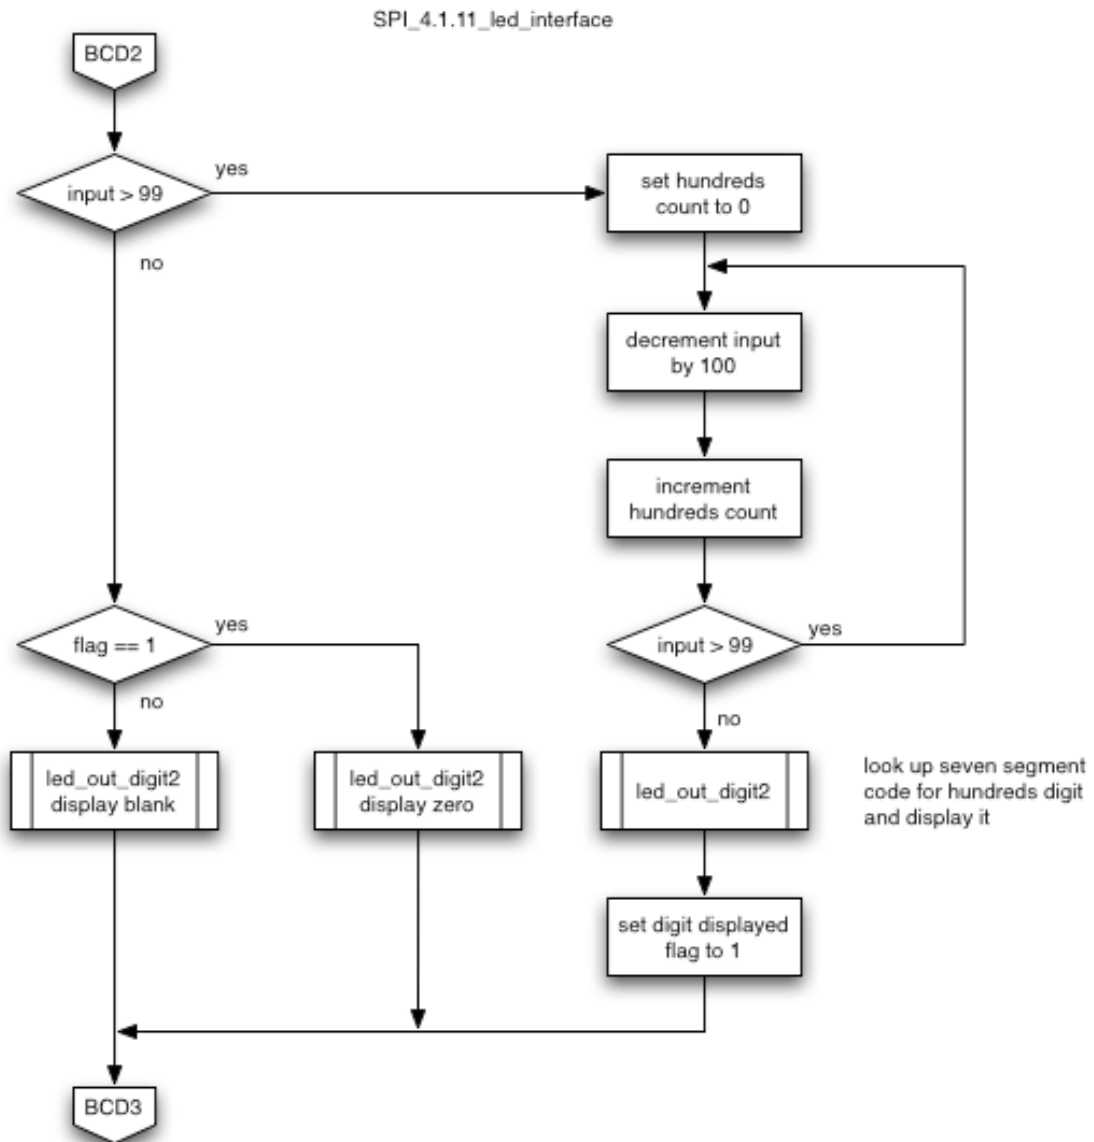 SPI_4.1.11_led_interface
BCD2
input > 99
yes
no
set hundreds
count to 0
decrement input
by 100
increment
hundreds count
input > 99
yes
no
flag == 1
yes
no
led_out_digit2
display blank
led_out_digit2
display zero
led_out_digit2
look up seven segment
code for hundreds digit
and display it
set digit displayed
flag to 1
BCD3